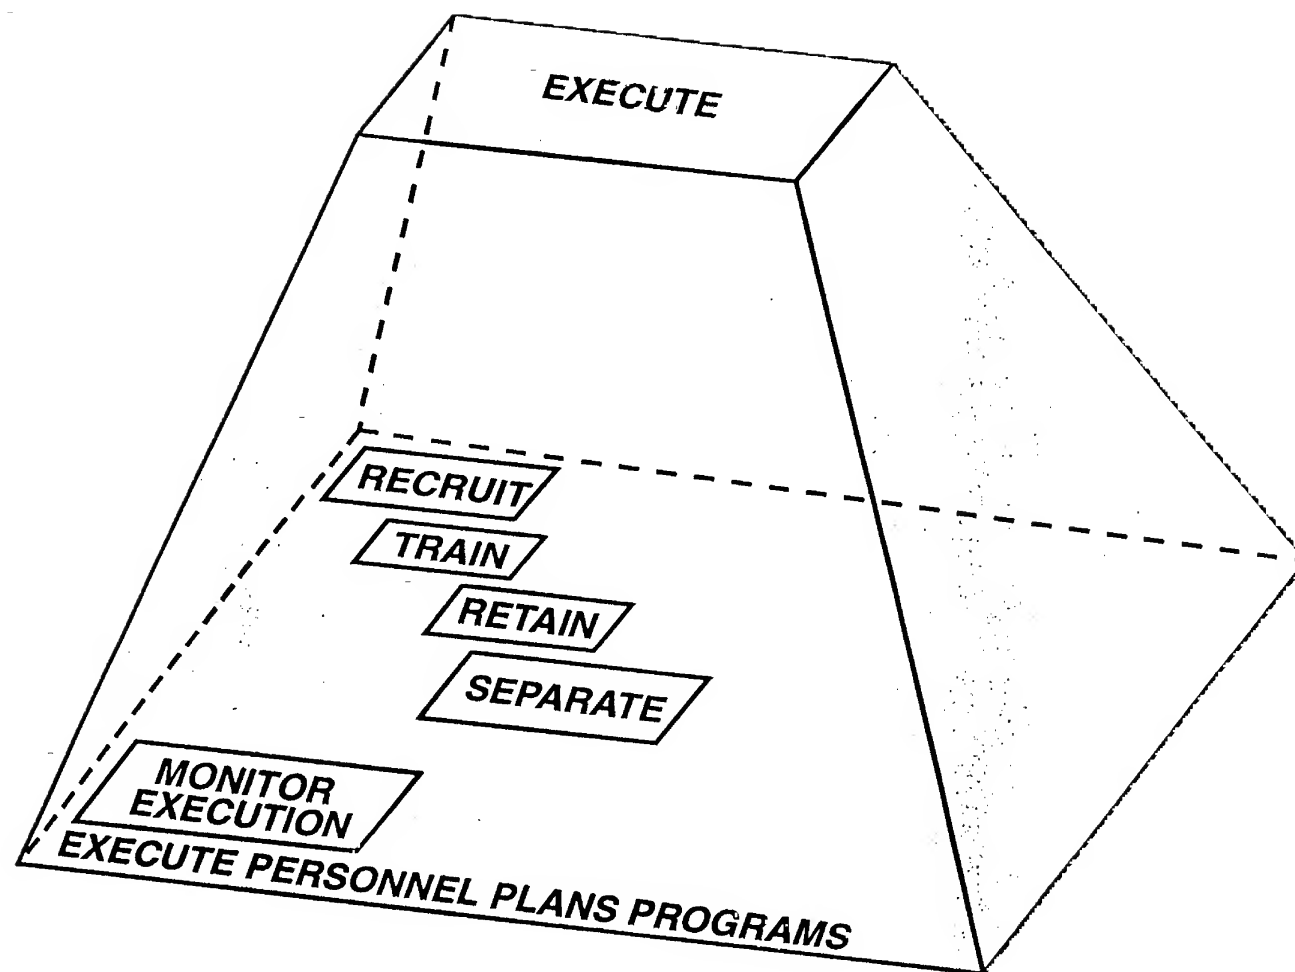 EXECUTE
RECRUIT
TRAIN
RETAIN
SEPARATE
MONITOR
EXECUTION
EXECUTE PERSONNEL PLANS PROGRAMS